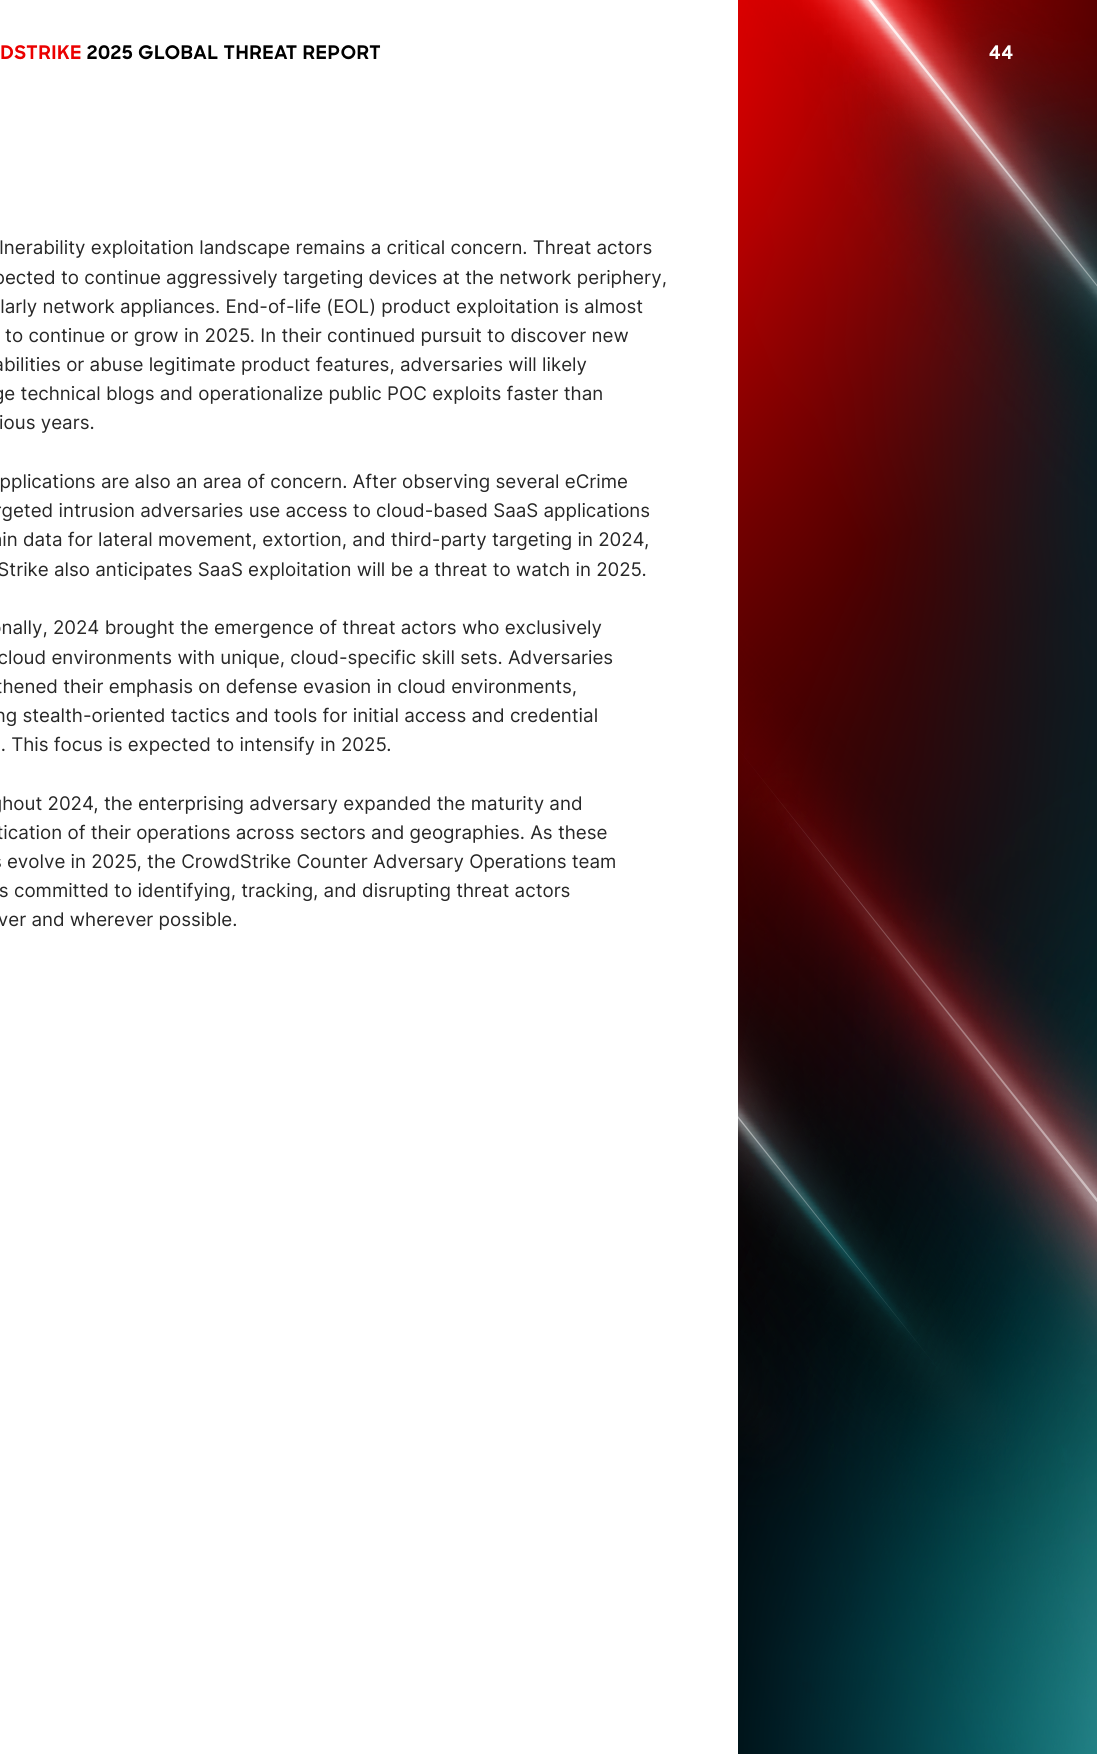 DSTRIKE 2025 GLOBAL THREAT REPORT
44
lnerability exploitation landscape remains a critical concern. Threat actors
pected to continue aggressively targeting devices at the network periphery,
larly network appliances. End-of-life (EOL) product exploitation is almost
to continue or grow in 2025. In their continued pursuit to discover new
abilities or abuse legitimate product features, adversaries will likely
ge technical blogs and operationalize public POC exploits faster than
ious years.
pplications are also an area of concern. After observing several eCrime
rgeted intrusion adversaries use access to cloud-based SaaS applications
in data for lateral movement, extortion, and third-party targeting in 2024,
Strike also anticipates SaaS exploitation will be a threat to watch in 2025.
nally, 2024 brought the emergence of threat actors who exclusively
cloud environments with unique, cloud-specific skill sets. Adversaries
thened their emphasis on defense evasion in cloud environments,
ng stealth-oriented tactics and tools for initial access and credential
. This focus is expected to intensify in 2025.
ghout 2024, the enterprising adversary expanded the maturity and
tication of their operations across sectors and geographies. As these
s evolve in 2025, the CrowdStrike Counter Adversary Operations team
s committed to identifying, tracking, and disrupting threat actors
ver and wherever possible.